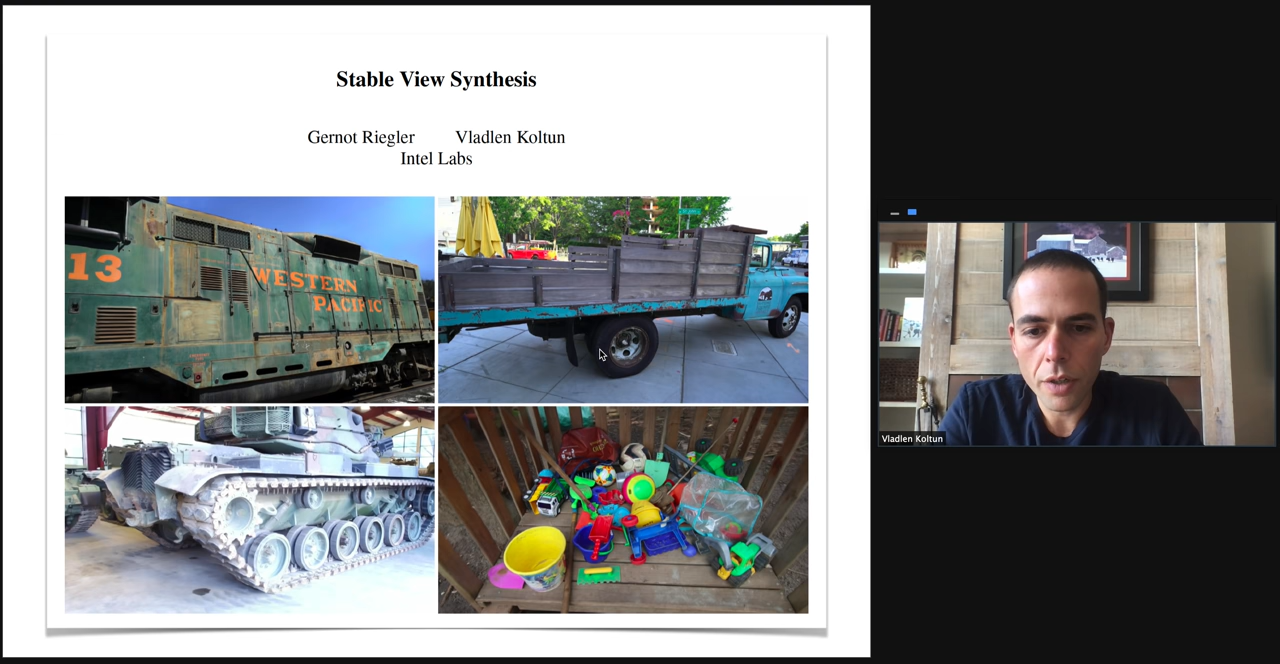 Stable View Synthesis
Gernot Riegler Vladlen Koltun
Intel Labs
13
WESTERN
PACIFIC
Vladlen Koltun